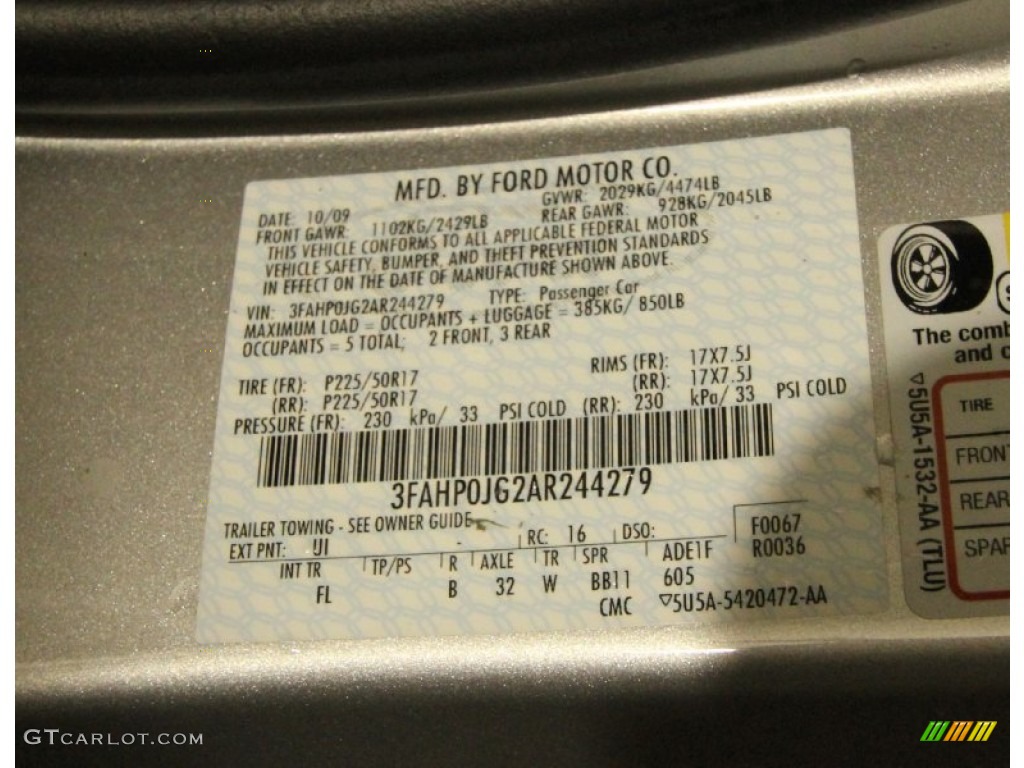 MFD. BY FORD MOTOR CO.
DATE: 10/09 GVWR: 2029KG/4474LB
FRONT GAWR: 1102KG/2429LB REAR GAWR: 928KG/2045LB
THIS VEHICLE CONFORMS TO ALL APPLICABLE FEDERAL MOTOR
VEHICLE SAFETY, BUMPER, AND THEFT PREVENTION STANDARDS
IN EFFECT ON THE DATE OF MANUFACTURE SHOWN ABOVE.
VIN: 3FAHP0JG2AR244279 TYPE: Passenger Car
MAXIMUM LOAD = OCCUPANTS + LUGGAGE = 385KG/ 850LB
OCCUPANTS = 5 TOTAL; 2 FRONT, 3 REAR
TIRE (FR): P225/50R17 RIMS (FR): 17X7.5J
(RR): P225/50R17 (RR): 17X7.5J
PRESSURE (FR): 230 kPa/ 33 PSI COLD (RR): 230 kPa/ 33 PSI COLD
3FAHP0JG2AR244279
TRAILER TOWING - SEE OWNER GUIDE
EXT PNT: UI RC: 16 DSO: F0067
INT TR TP/PS R AXLE TR SPR ADE1F R0036
FL B 32 W BB11 605
CMC ▽5U5A-5420472-AA
The comb
and c
TIRE
FRONT
REAR
SPAR
▽5U5A-1532-AA (TLU)
GTCARLOT.COM